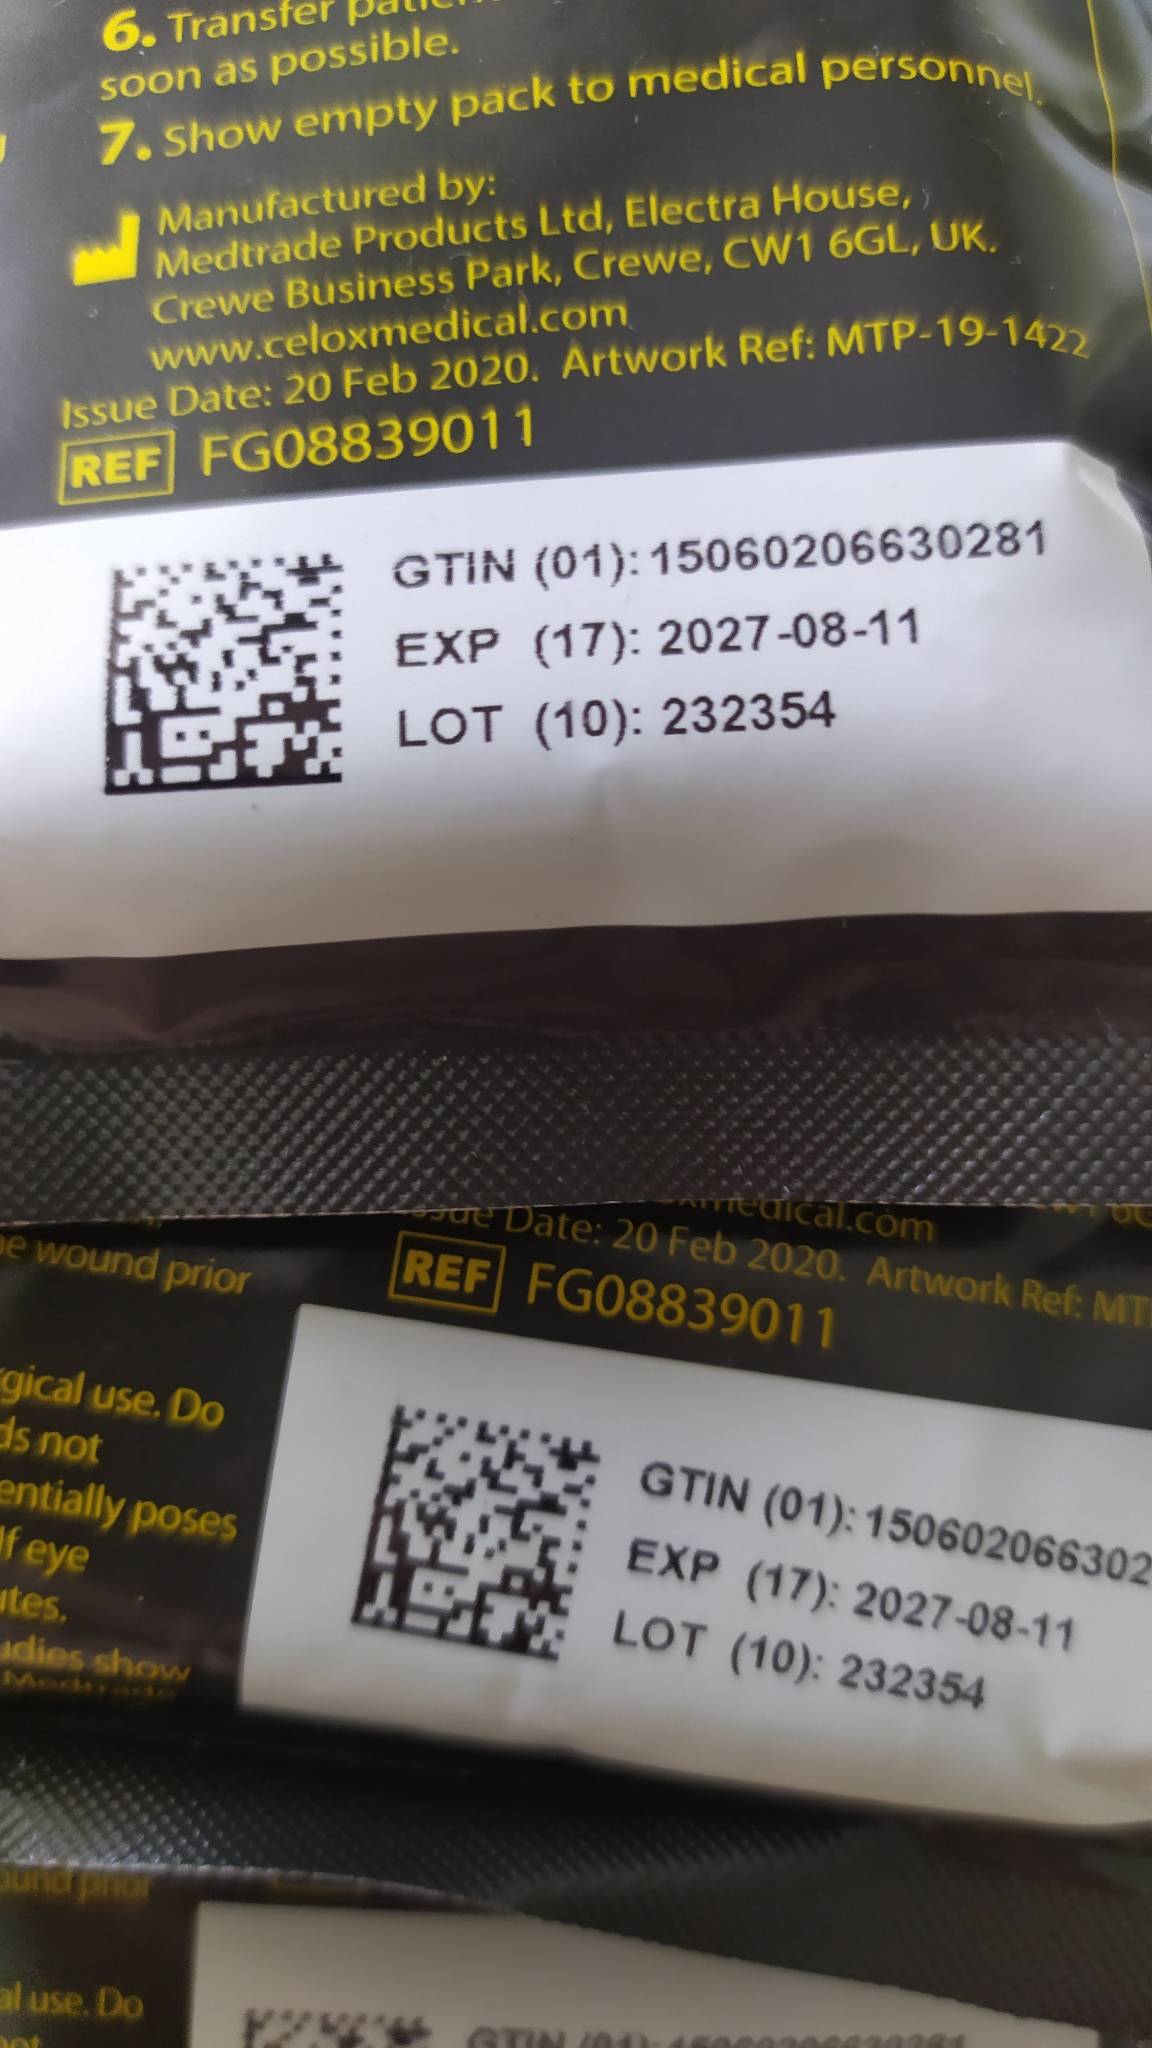 6. Transfer
soon as possible.
7. Show empty pack to medical personnel.
Manufactured by:
Medtrade Products Ltd, Electra House,
Crewe Business Park, Crewe, CW1 6GL, UK.
www.celoxmedical.com
Issue Date: 20 Feb 2020. Artwork Ref: MTP-19-1422
REF FG08839011
GTIN (01): 15060206630281
EXP (17): 2027-08-11
LOT (10): 232354
Date: 20 Feb 2020. Artwork Ref: MT
REF FG08839011
wound prior
use. Do
not
poses
If eye
show
GTIN (01): 150602066302
EXP (17): 2027-08-11
LOT (10): 232354
use. Do
GTIN (01): 15060206630281